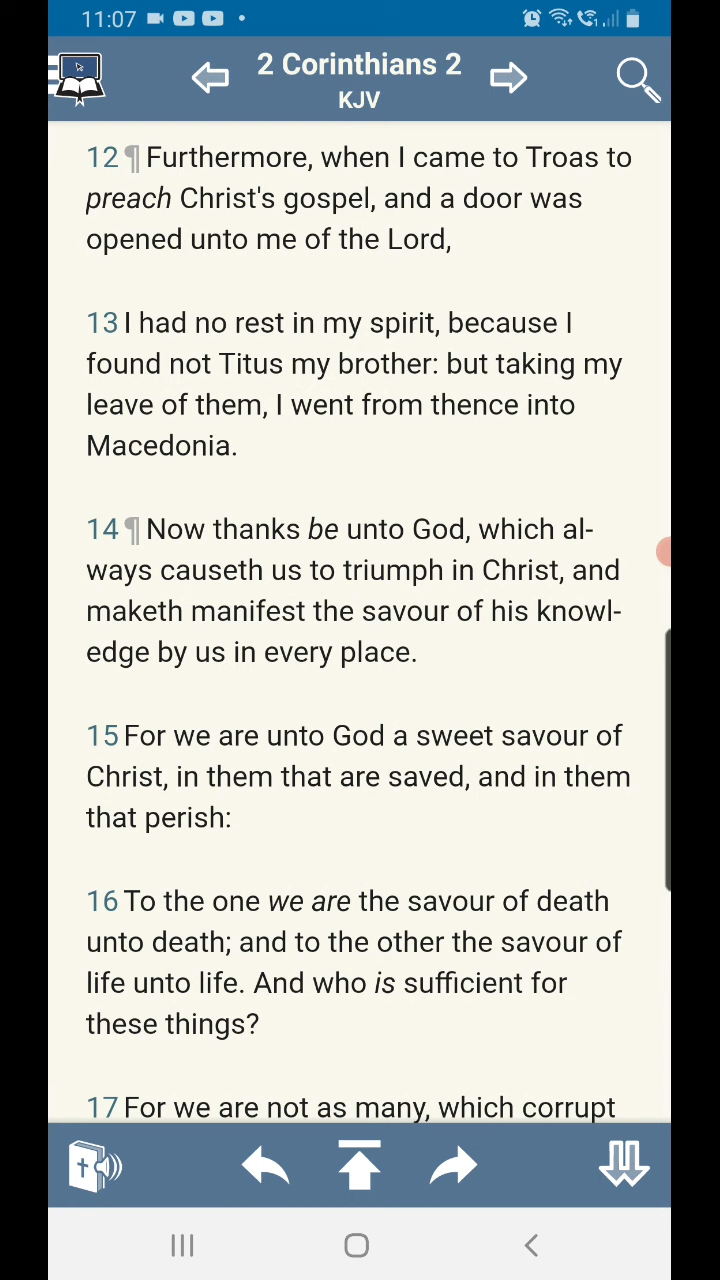 11:07
2 Corinthians 2
KJV
12 ¶ Furthermore, when I came to Troas to
preach Christ's gospel, and a door was
opened unto me of the Lord,
13 I had no rest in my spirit, because I
found not Titus my brother: but taking my
leave of them, I went from thence into
Macedonia.
14 ¶ Now thanks be unto God, which al-
ways causeth us to triumph in Christ, and
maketh manifest the savour of his knowl-
edge by us in every place.
15 For we are unto God a sweet savour of
Christ, in them that are saved, and in them
that perish:
16 To the one we are the savour of death
unto death; and to the other the savour of
life unto life. And who is sufficient for
these things?
17 For we are not as many, which corrupt